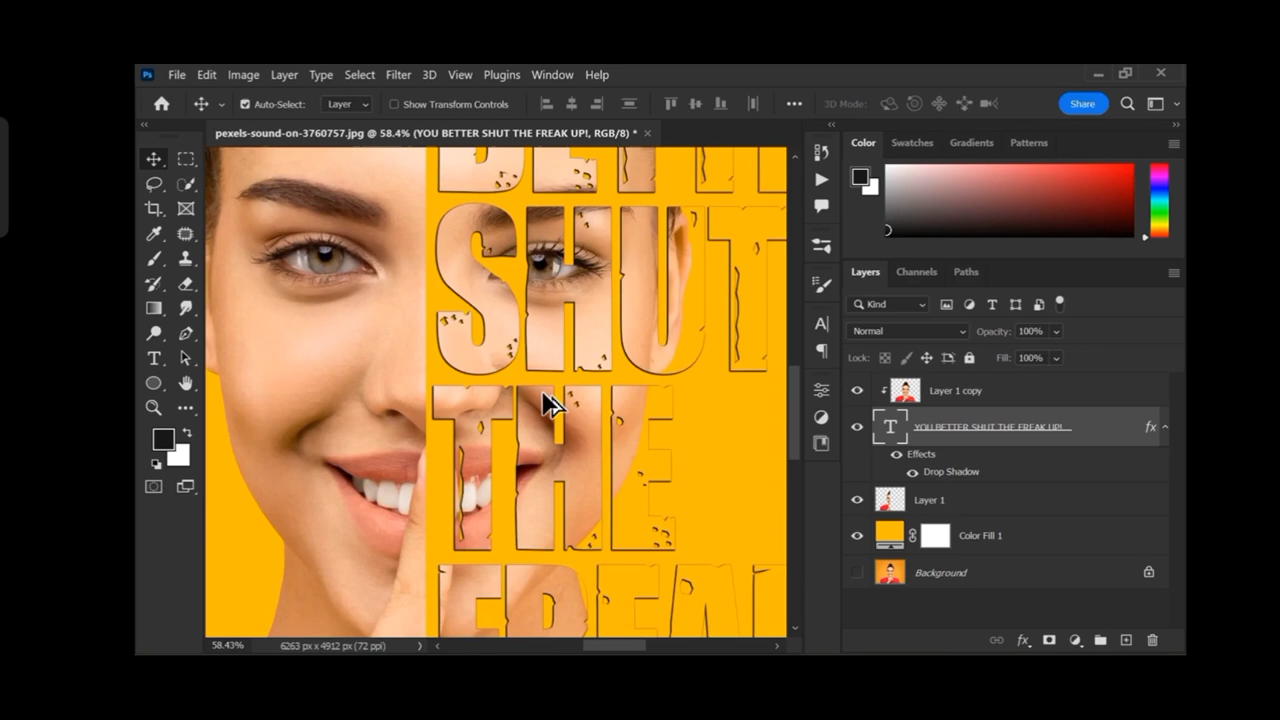 Ps File Edit Image Layer Type Select Filter 3D View Plugins Window Help
Auto-Select: Layer Show Transform Controls 3D Mode: Share
pexels-sound-on-3760757.jpg @ 58.4% (YOU BETTER SHUT THE FREAK UP!, RGB/8) *
SHUT
THE
FREAK
58.43% 6263 px x 4912 px (72 ppi)
Color Swatches Gradients Patterns
Layers Channels Paths
Kind
Normal Opacity: 100%
Lock: Fill: 100%
Layer 1 copy
YOU BETTER SHUT THE FREAK UP! fx
Effects
Drop Shadow
Layer 1
Color Fill 1
Background